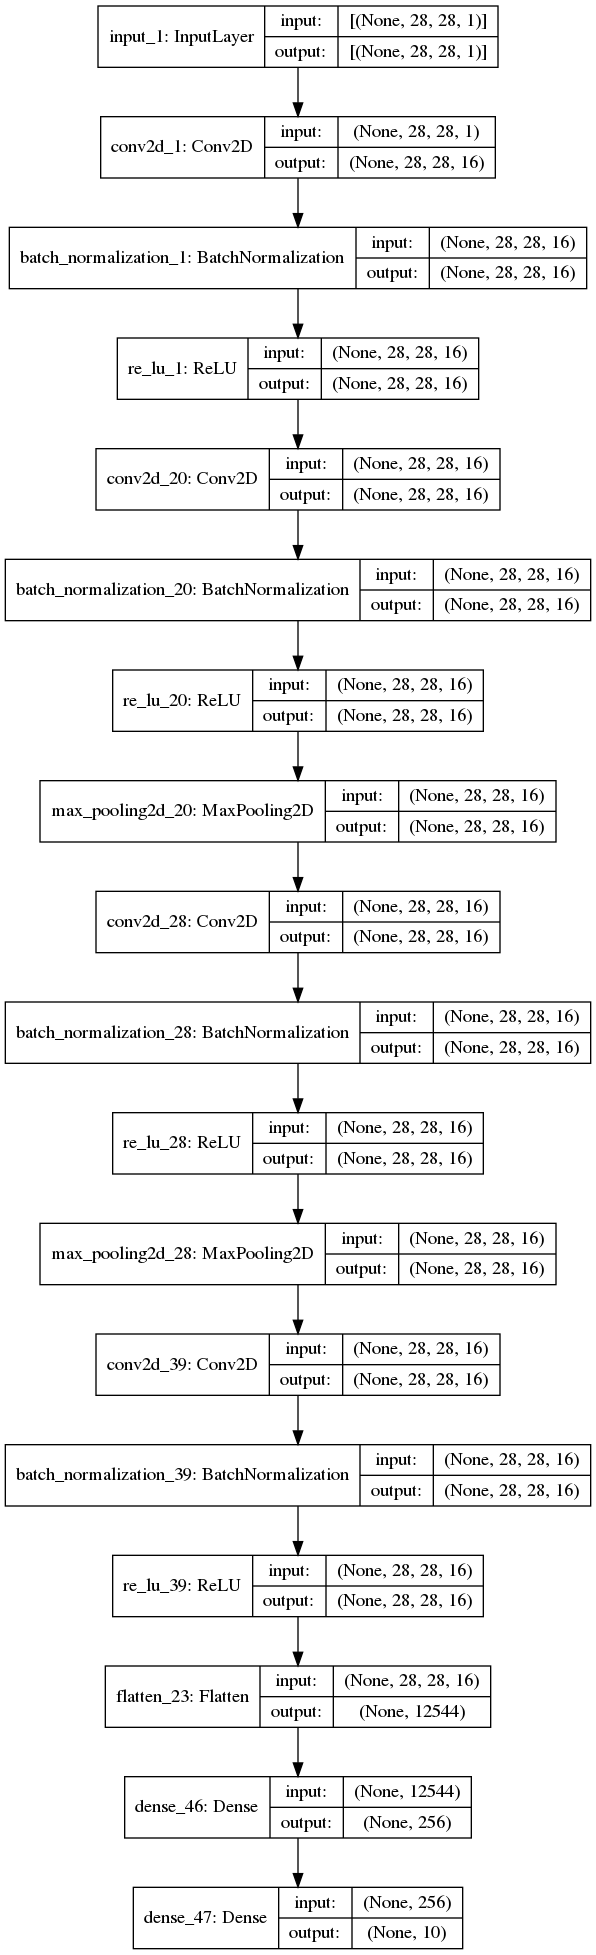 input_1: InputLayer
input:
[(None, 28, 28, 1)]
output:
[(None, 28, 28, 1)]
conv2d_1: Conv2D
input:
(None, 28, 28, 1)
output:
(None, 28, 28, 16)
batch_normalization_1: BatchNormalization
input:
(None, 28, 28, 16)
output:
(None, 28, 28, 16)
re_lu_1: ReLU
input:
(None, 28, 28, 16)
output:
(None, 28, 28, 16)
conv2d_20: Conv2D
input:
(None, 28, 28, 16)
output:
(None, 28, 28, 16)
batch_normalization_20: BatchNormalization
input:
(None, 28, 28, 16)
output:
(None, 28, 28, 16)
re_lu_20: ReLU
input:
(None, 28, 28, 16)
output:
(None, 28, 28, 16)
max_pooling2d_20: MaxPooling2D
input:
(None, 28, 28, 16)
output:
(None, 28, 28, 16)
conv2d_28: Conv2D
input:
(None, 28, 28, 16)
output:
(None, 28, 28, 16)
batch_normalization_28: BatchNormalization
input:
(None, 28, 28, 16)
output:
(None, 28, 28, 16)
re_lu_28: ReLU
input:
(None, 28, 28, 16)
output:
(None, 28, 28, 16)
max_pooling2d_28: MaxPooling2D
input:
(None, 28, 28, 16)
output:
(None, 28, 28, 16)
conv2d_39: Conv2D
input:
(None, 28, 28, 16)
output:
(None, 28, 28, 16)
batch_normalization_39: BatchNormalization
input:
(None, 28, 28, 16)
output:
(None, 28, 28, 16)
re_lu_39: ReLU
input:
(None, 28, 28, 16)
output:
(None, 28, 28, 16)
flatten_23: Flatten
input:
(None, 28, 28, 16)
output:
(None, 12544)
dense_46: Dense
input:
(None, 12544)
output:
(None, 256)
dense_47: Dense
input:
(None, 256)
output:
(None, 10)